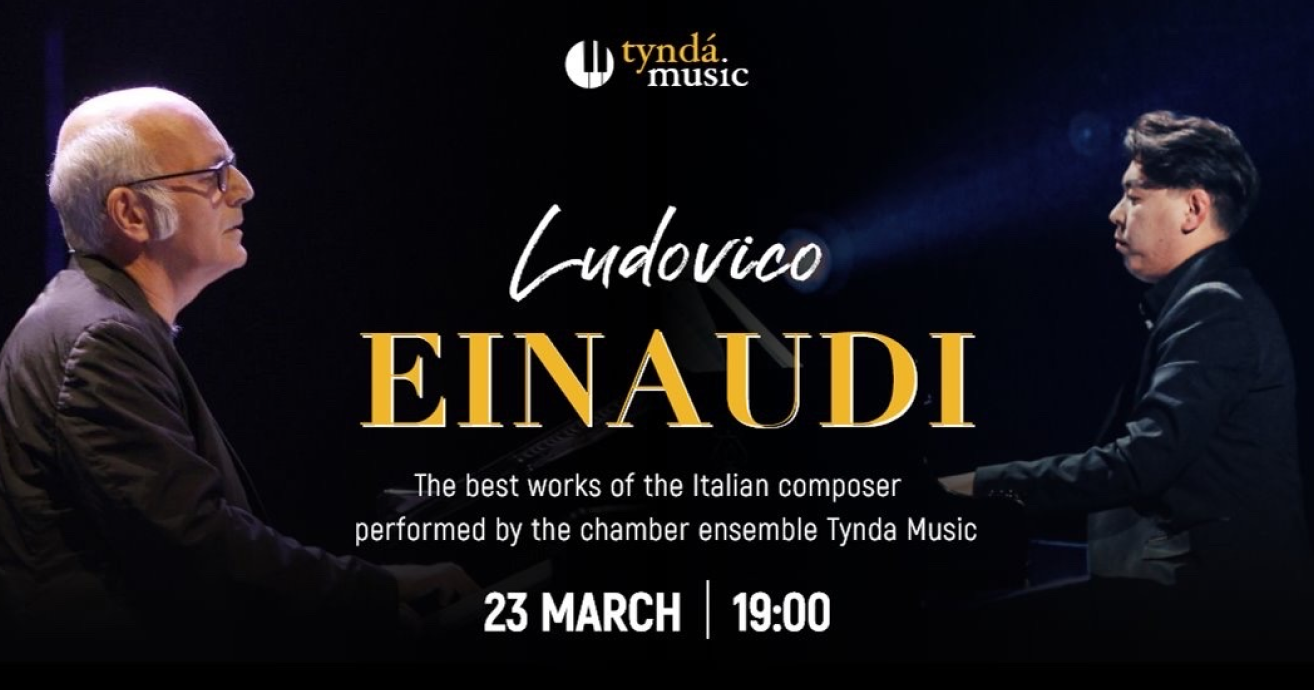 tyndá.
music
Ludovico
EINAUDI
The best works of the Italian composer
performed by the chamber ensemble Tynda Music
23 MARCH | 19:00